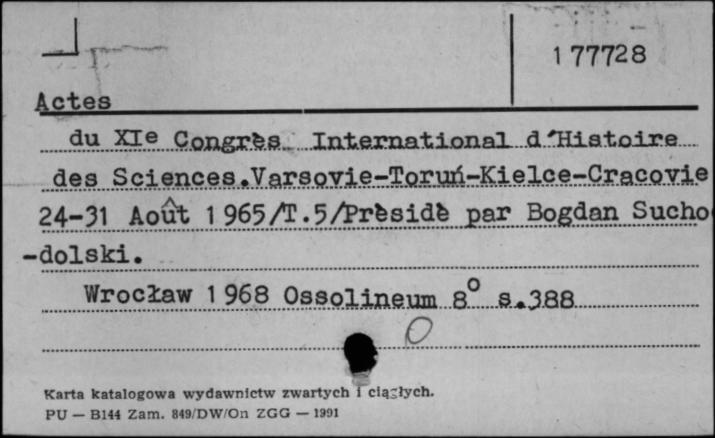 177728
Actes
du XIe Congrès International d'Histoire
des Sciences.Varsovie-Toruń-Kielce-Cracovie
24-31 Août 1965/T.5/Prèsidè par Bogdan Sucho
-dolski.
Wrocław 1968 Ossolineum 8° s.388
Karta katalogowa wydawnictw zwartych i ciągłych.
PU — B144 Zam. 849/DW/On ZGG — 1991